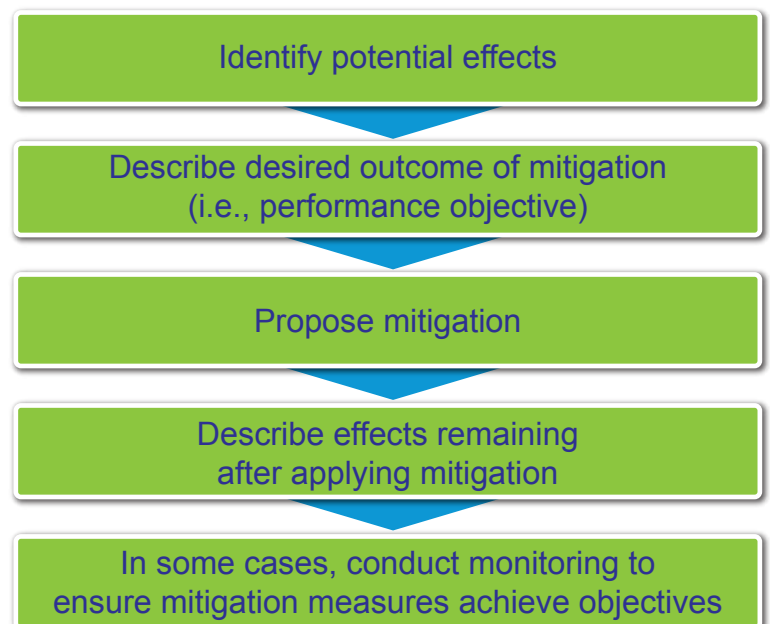 Identify potential effects
Describe desired outcome of mitigation
(i.e., performance objective)
Propose mitigation
Describe effects remaining
after applying mitigation
In some cases, conduct monitoring to
ensure mitigation measures achieve objectives